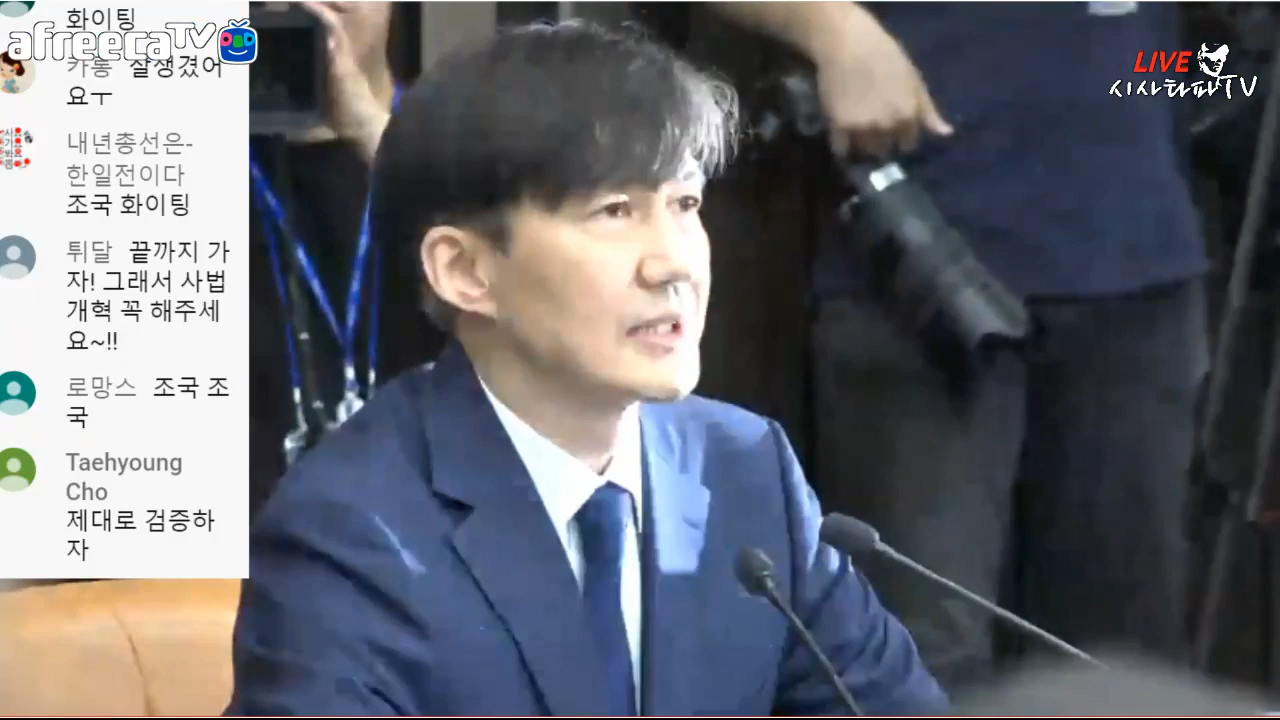 화이팅
afreecaTV
카통 잘생겼어
요ㅜ
내년총선은-
한일전이다
조국 화이팅
튀달 끝까지 가
자! 그래서 사법
개혁 꼭 해주세
요~!!
로망스 조국 조
국
Taehyoung
Cho
제대로 검증하
자
LIVE
시사타파TV